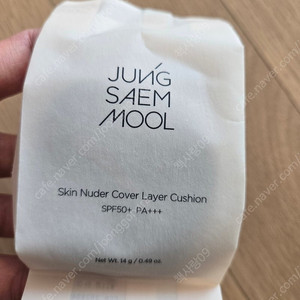 JUNG
SAEM
MOOL
Skin Nuder Cover Layer Cushion
SPF50+ PA+++
Net Wt. 14 g / 0.49 oz